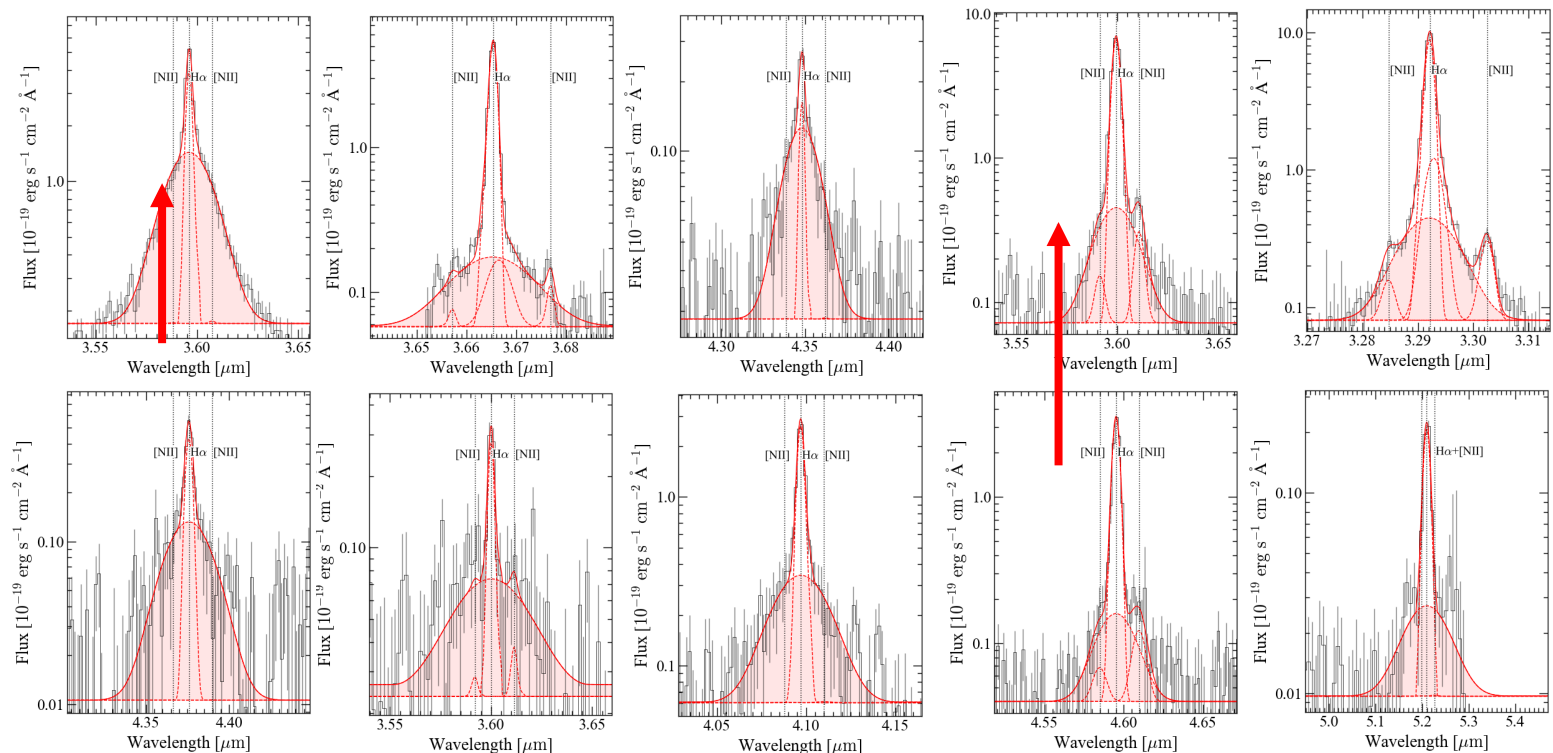 Flux [10⁻¹⁹ erg s⁻¹ cm⁻² Å⁻¹]
1.0
[NII] Hα [NII]
3.55 3.60 3.65
Wavelength [μm]
Flux [10⁻¹⁹ erg s⁻¹ cm⁻² Å⁻¹]
1.0
0.1
[NII] Hα [NII]
3.65 3.66 3.67 3.68
Wavelength [μm]
Flux [10⁻¹⁹ erg s⁻¹ cm⁻² Å⁻¹]
0.10
[NII] Hα [NII]
4.30 4.35 4.40
Wavelength [μm]
Flux [10⁻¹⁹ erg s⁻¹ cm⁻² Å⁻¹]
10.0
1.0
0.1
[NII] Hα [NII]
3.55 3.60 3.65
Wavelength [μm]
Flux [10⁻¹⁹ erg s⁻¹ cm⁻² Å⁻¹]
10.0
1.0
0.1
[NII] Hα [NII]
3.27 3.28 3.29 3.30 3.31
Wavelength [μm]
Flux [10⁻¹⁹ erg s⁻¹ cm⁻² Å⁻¹]
0.10
0.01
[NII] Hα [NII]
4.35 4.40
Wavelength [μm]
Flux [10⁻¹⁹ erg s⁻¹ cm⁻² Å⁻¹]
0.10
[NII] Hα [NII]
3.55 3.60 3.65
Wavelength [μm]
Flux [10⁻¹⁹ erg s⁻¹ cm⁻² Å⁻¹]
1.0
0.1
[NII] Hα [NII]
4.05 4.10 4.15
Wavelength [μm]
Flux [10⁻¹⁹ erg s⁻¹ cm⁻² Å⁻¹]
1.0
0.1
[NII] Hα [NII]
4.55 4.60 4.65
Wavelength [μm]
Flux [10⁻¹⁹ erg s⁻¹ cm⁻² Å⁻¹]
0.10
0.01
Hα+[NII]
5.0 5.1 5.2 5.3 5.4
Wavelength [μm]